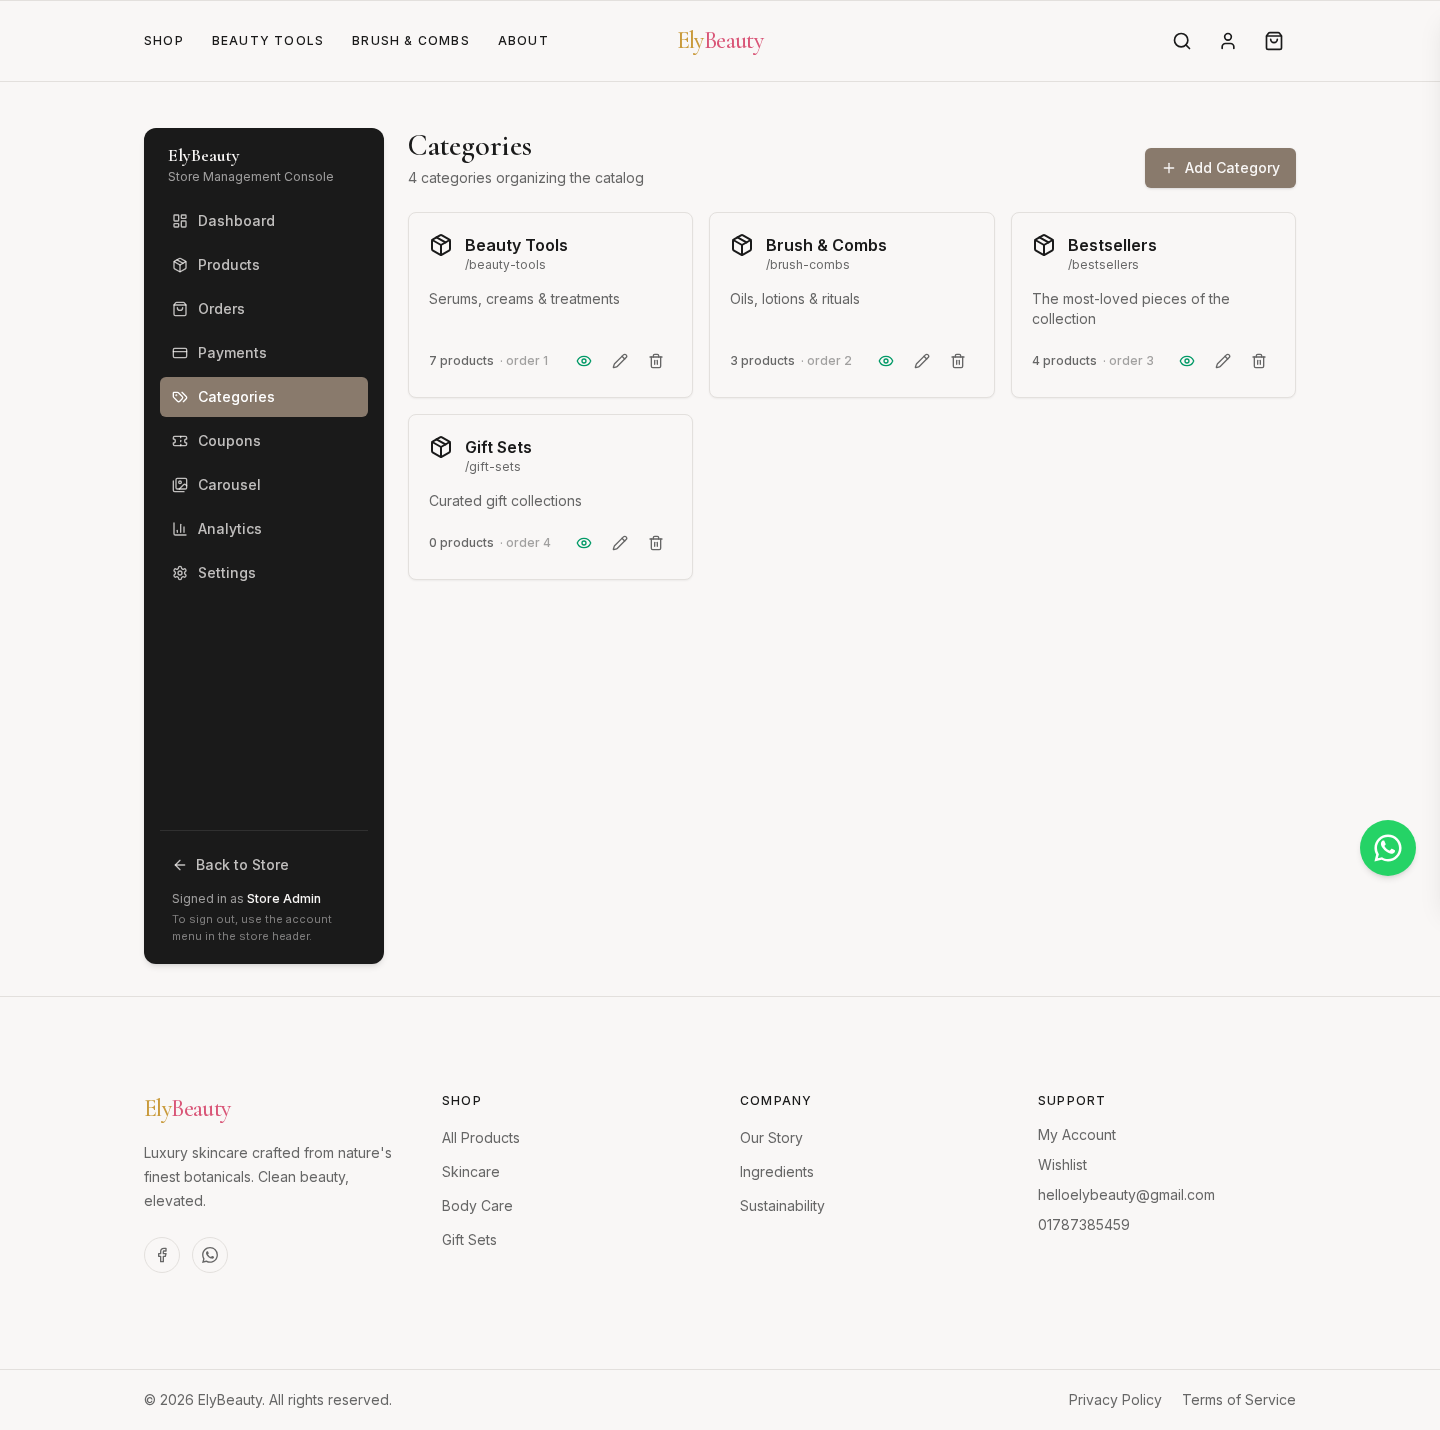 SHOP BEAUTY TOOLS BRUSH & COMBS ABOUT
ElyBeauty
ElyBeauty
Store Management Console
Dashboard
Products
Orders
Payments
Categories
Coupons
Carousel
Analytics
Settings
Back to Store
Signed in as Store Admin
To sign out, use the account
menu in the store header.
Categories
4 categories organizing the catalog
Add Category
Beauty Tools
/beauty-tools
Serums, creams & treatments
7 products · order 1
Brush & Combs
/brush-combs
Oils, lotions & rituals
3 products · order 2
Bestsellers
/bestsellers
The most-loved pieces of the
collection
4 products · order 3
Gift Sets
/gift-sets
Curated gift collections
0 products · order 4
ElyBeauty
Luxury skincare crafted from nature's
finest botanicals. Clean beauty,
elevated.
SHOP
All Products
Skincare
Body Care
Gift Sets
COMPANY
Our Story
Ingredients
Sustainability
SUPPORT
My Account
Wishlist
helloelybeauty@gmail.com
01787385459
© 2026 ElyBeauty. All rights reserved.
Privacy Policy Terms of Service